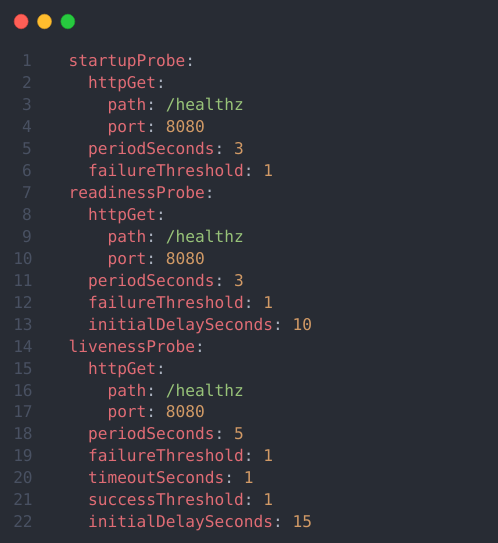 1 startupProbe:
2 httpGet:
3 path: /healthz
4 port: 8080
5 periodSeconds: 3
6 failureThreshold: 1
7 readinessProbe:
8 httpGet:
9 path: /healthz
10 port: 8080
11 periodSeconds: 3
12 failureThreshold: 1
13 initialDelaySeconds: 10
14 livenessProbe:
15 httpGet:
16 path: /healthz
17 port: 8080
18 periodSeconds: 5
19 failureThreshold: 1
20 timeoutSeconds: 1
21 successThreshold: 1
22 initialDelaySeconds: 15